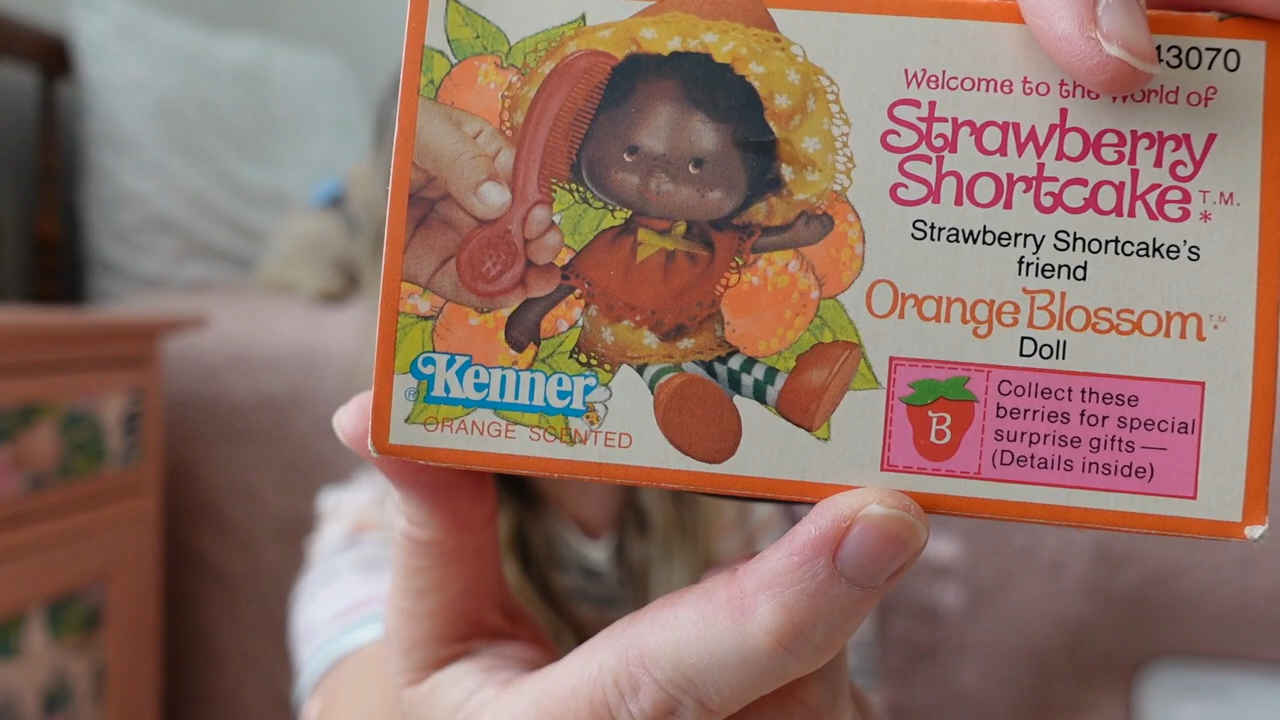 43070
Welcome to the World of
Strawberry
Shortcake T.M.
*
Strawberry Shortcake's
friend
Orange Blossom T.M.
Doll
B
Collect these
berries for special
surprise gifts —
(Details inside)
Kenner®
ORANGE SCENTED